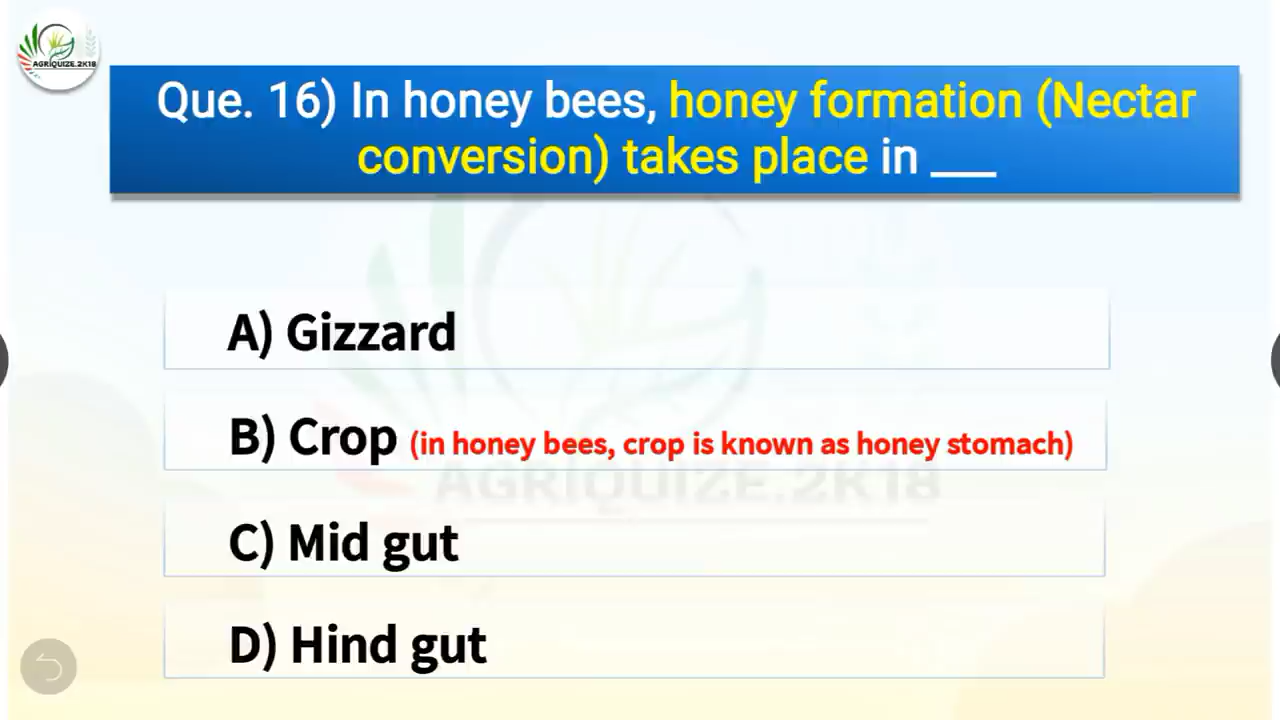 AGRIQUIZE.2K18
Que. 16) In honey bees, honey formation (Nectar
conversion) takes place in ___
A) Gizzard
B) Crop (in honey bees, crop is known as honey stomach)
AGRIQUIZE.2K18
C) Mid gut
D) Hind gut